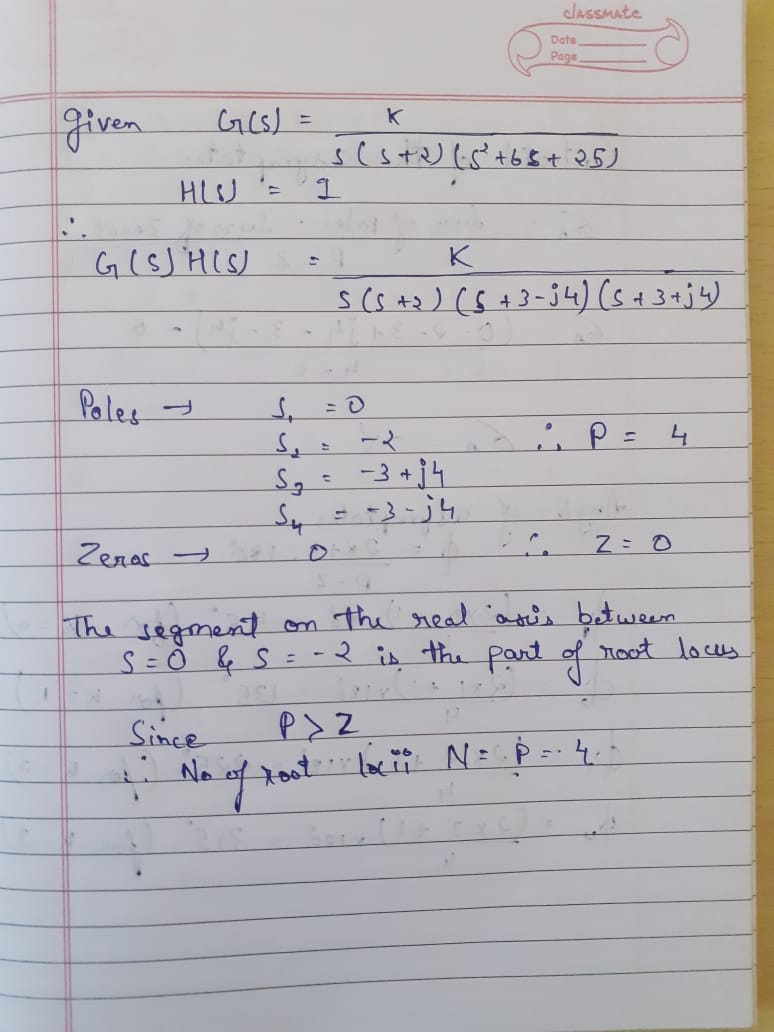 classmate
Date
Page
Given G(s) = K
s(s+2)(s²+6s+25)
H(s) = 1
∴
G(s) H(s) = K
s(s+2)(s+3-j4)(s+3+j4)
Poles → s₁ = 0
s₂ = -2 ∴ P = 4
s₃ = -3+j4
s₄ = -3-j4
Zeros → 0 ∴ Z = 0
The segment on the real axis between
s=0 & s=-2 is the part of root locus
Since P>Z
∴ No of root locii N = P = 4